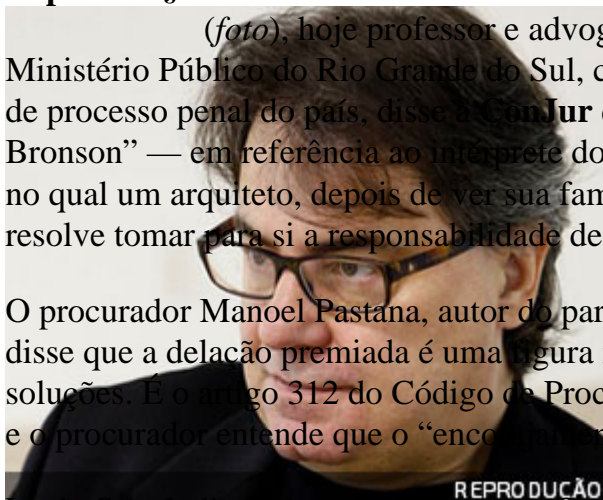 (foto), hoje professor e advog
Ministério Público do Rio Grande do Sul, c
de processo penal do país, disse à ConJur
Bronson” — em referência ao intérprete do
no qual um arquiteto, depois de ver sua fam
resolve tomar para si a responsabilidade de
O procurador Manoel Pastana, autor do par
disse que a delação premiada é uma figura
soluções. É o artigo 312 do Código de Proc
e o procurador entende que o “encorajamen
REPRODUÇÃO